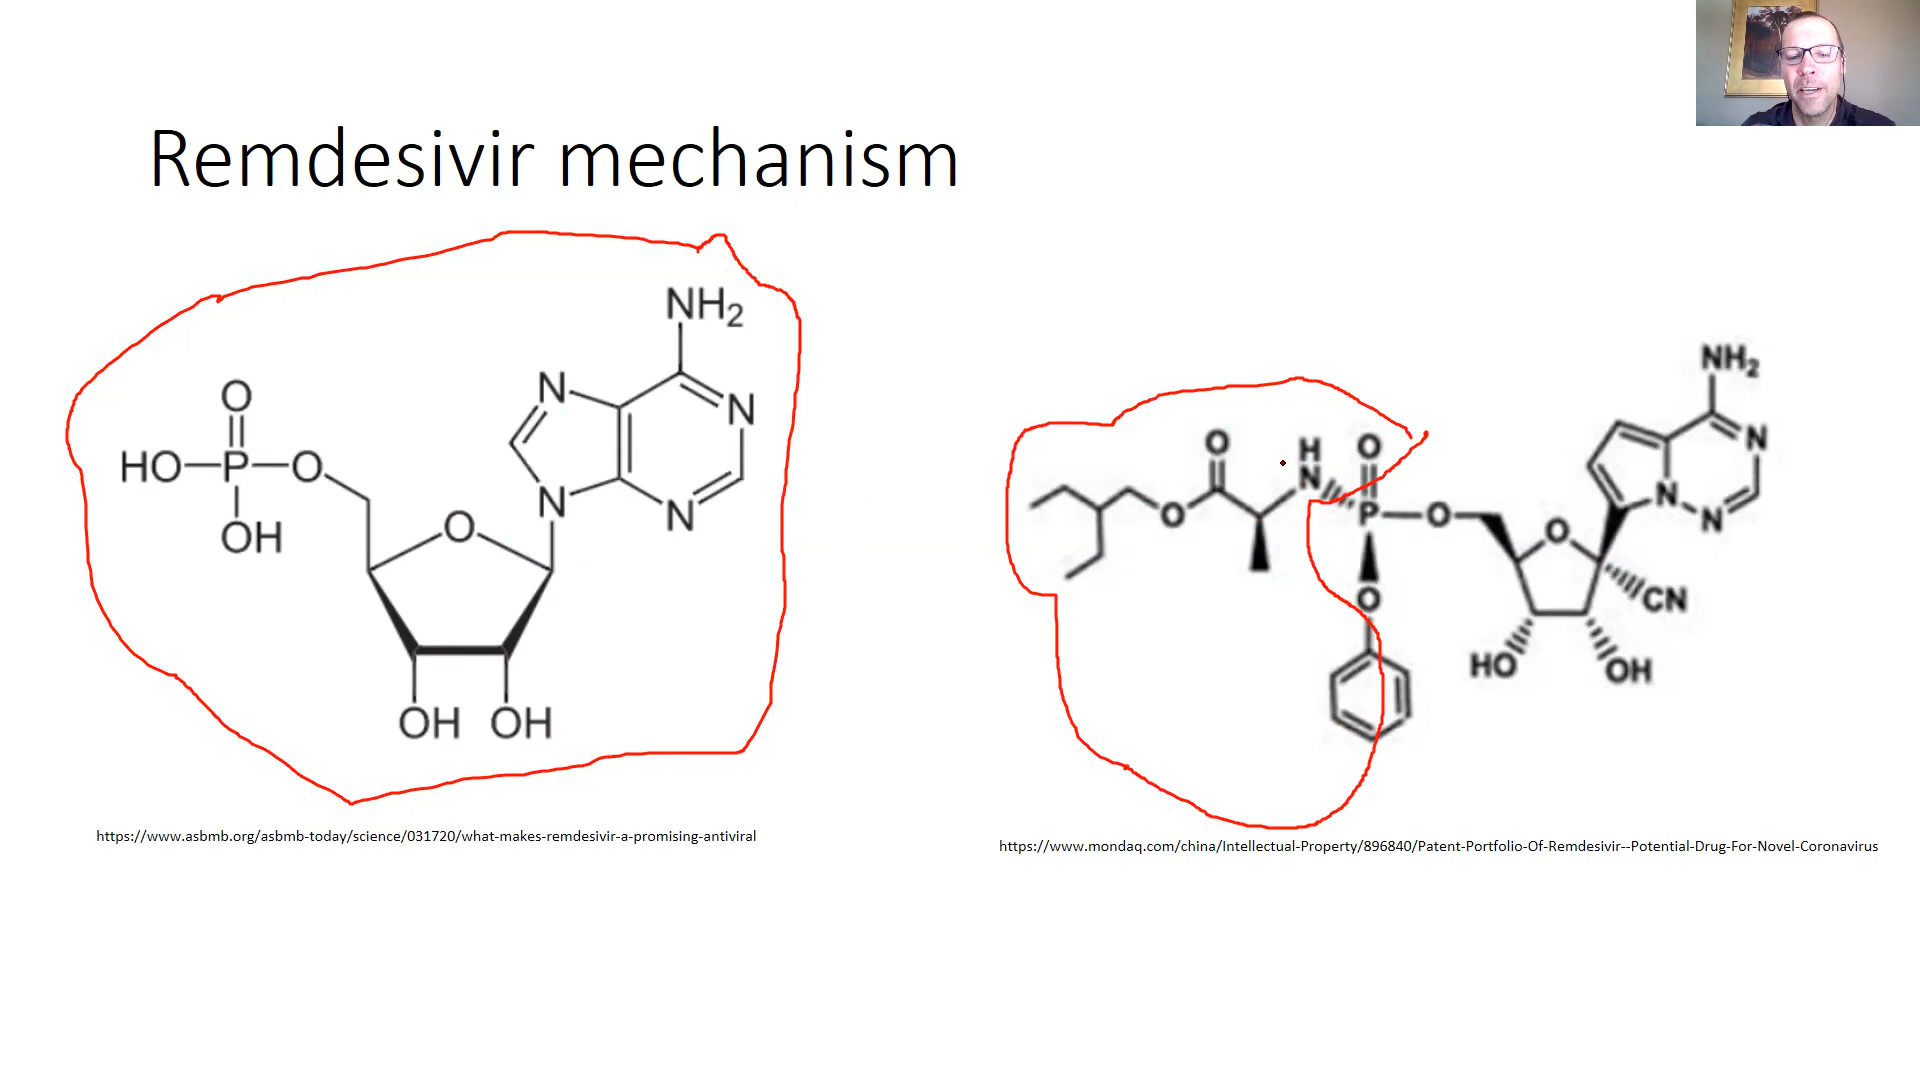 Remdesivir mechanism
NH2
N
N
O
HO
P
O
N
N
O
OH
OH
OH
https://www.asbmb.org/asbmb-today/science/031720/what-makes-remdesivir-a-promising-antiviral
NH2
O
H
N
O
N
O
P
O
N
N
O
O
CN
HO
OH
https://www.mondaq.com/china/Intellectual-Property/896840/Patent-Portfolio-Of-Remdesivir--Potential-Drug-For-Novel-Coronavirus